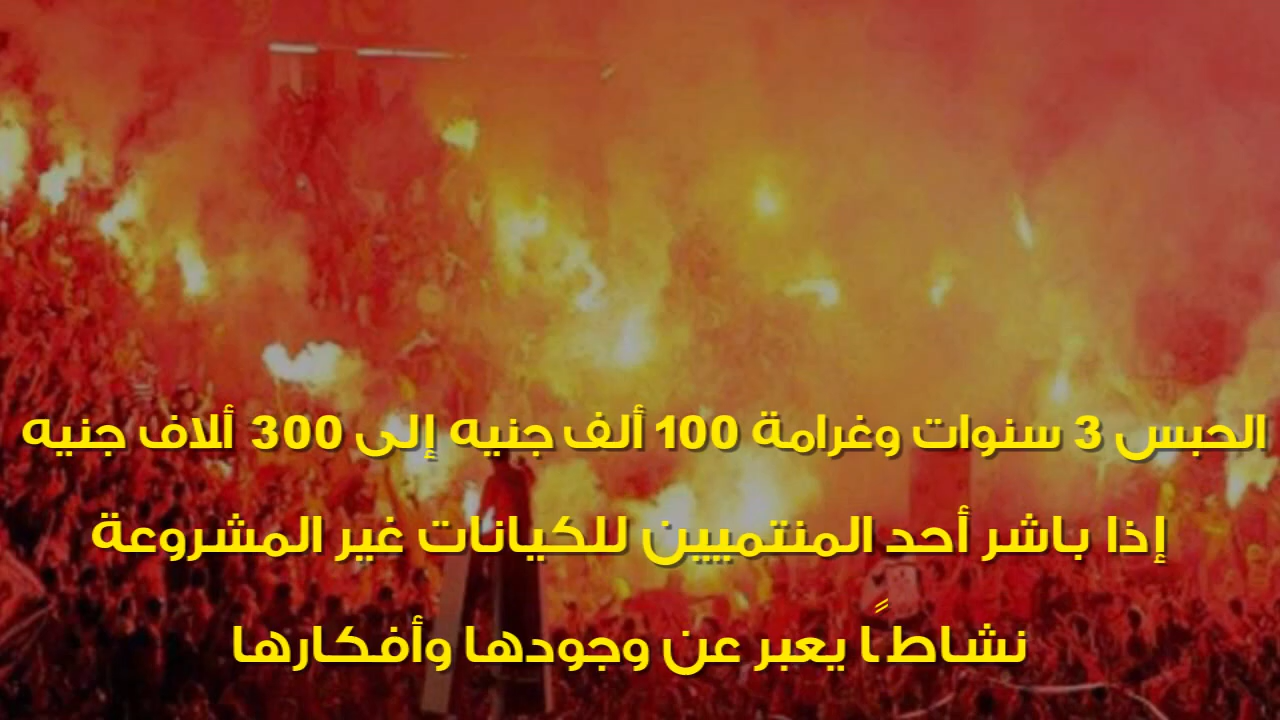 الحبس 3 سنوات وغرامة 100 ألف جنيه إلى 300 ألاف جنيه
إذا باشر أحد المنتميين للكيانات غير المشروعة
نشاطًا يعبر عن وجودها وأفكارها